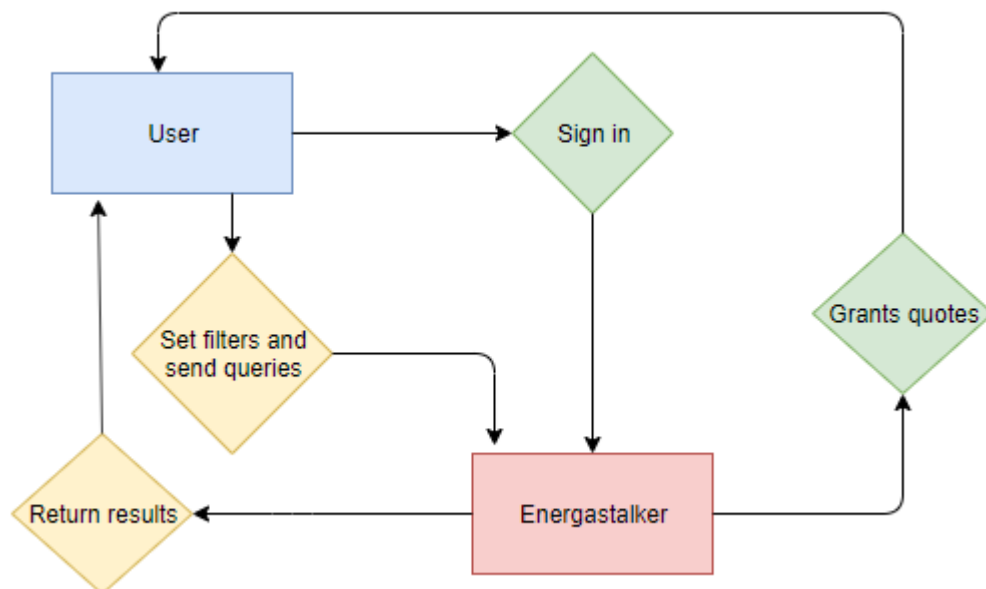 User
Sign in
Grants quotes
Set filters and
send queries
Return results
Energastalker